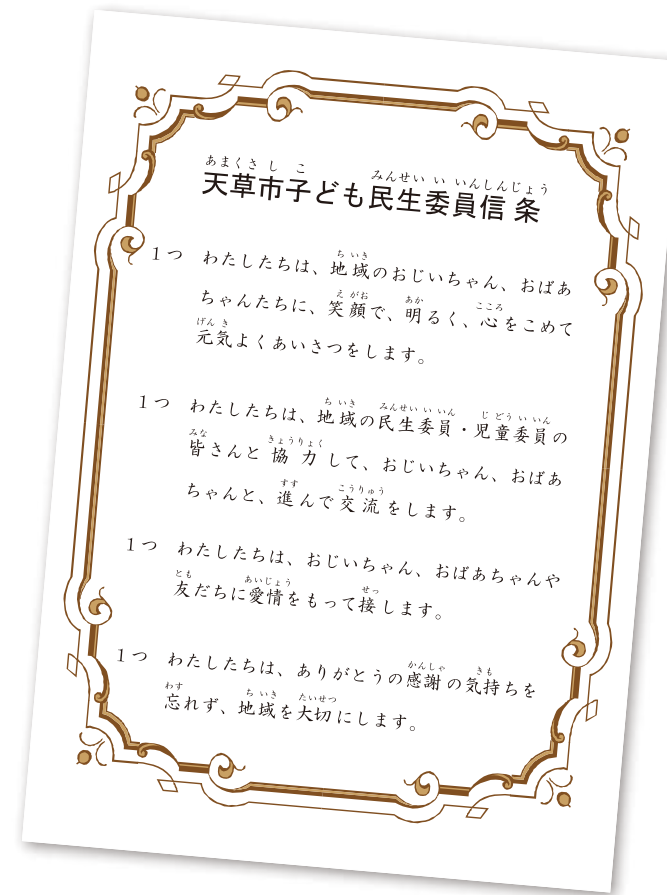 天草市子ども民生委員信条
1つ わたしたちは、地域のおじいちゃん、おばあ
ちゃんたちに、笑顔で、明るく、心をこめて
元気よくあいさつをします。
1つ わたしたちは、地域の民生委員・児童委員の
皆さんと協力して、おじいちゃん、おばあ
ちゃんと、進んで交流をします。
1つ わたしたちは、おじいちゃん、おばあちゃんや
友だちに愛情をもって接します。
1つ わたしたちは、ありがとうの感謝の気持ちを
忘れず、地域を大切にします。